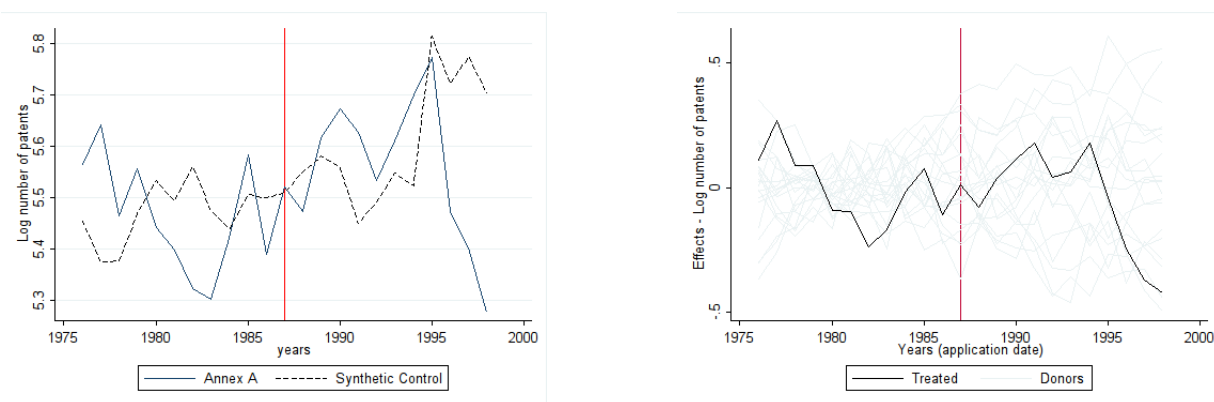 Log number of patents
5.8
5.7
5.6
5.5
5.4
5.3
1975 1980 1985 1990 1995 2000
years
Annex A Synthetic Control
Effects - Log number of patents
.5
0
-.5
1975 1980 1985 1990 1995 2000
Years (application date)
Treated Donors